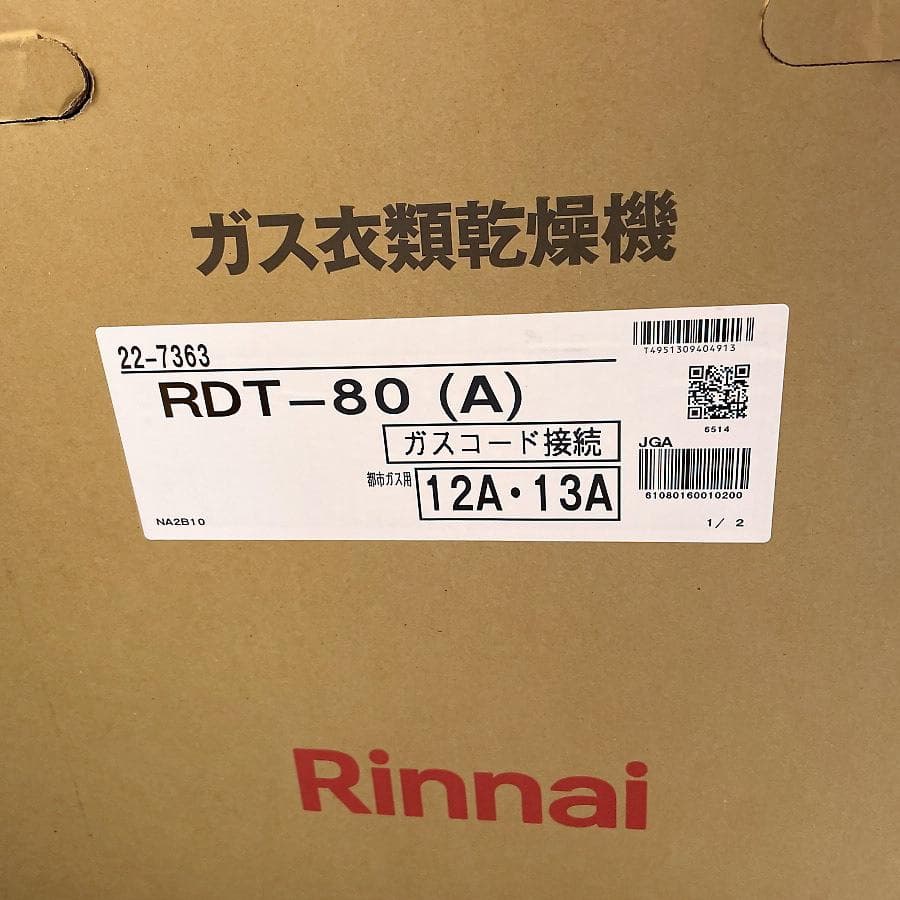 ガス衣類乾燥機
22-7363
T4951309404913
RDT-80 (A)
6514
ガスコード接続
JGA
都市ガス用
12A・13A
61080160010200
NA2B10
1/ 2
Rinnai